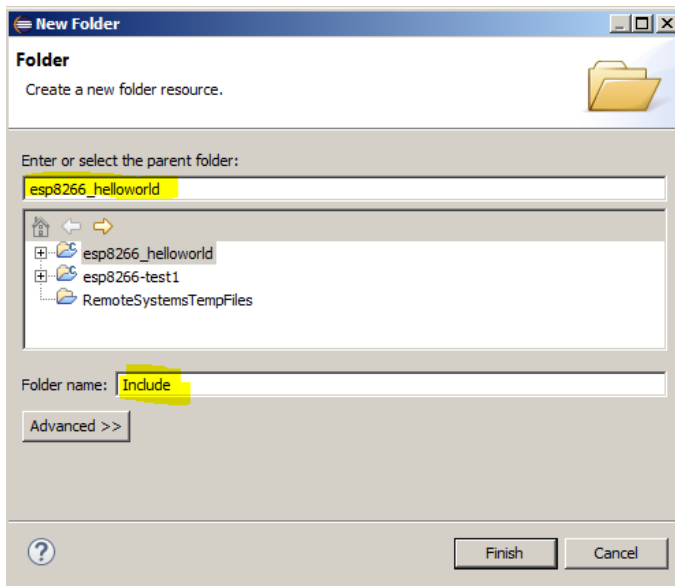 New Folder
Folder
Create a new folder resource.
Enter or select the parent folder:
esp8266_helloworld
esp8266_helloworld
esp8266-test1
RemoteSystemsTempFiles
Folder name: Include
Advanced >>
? Finish Cancel